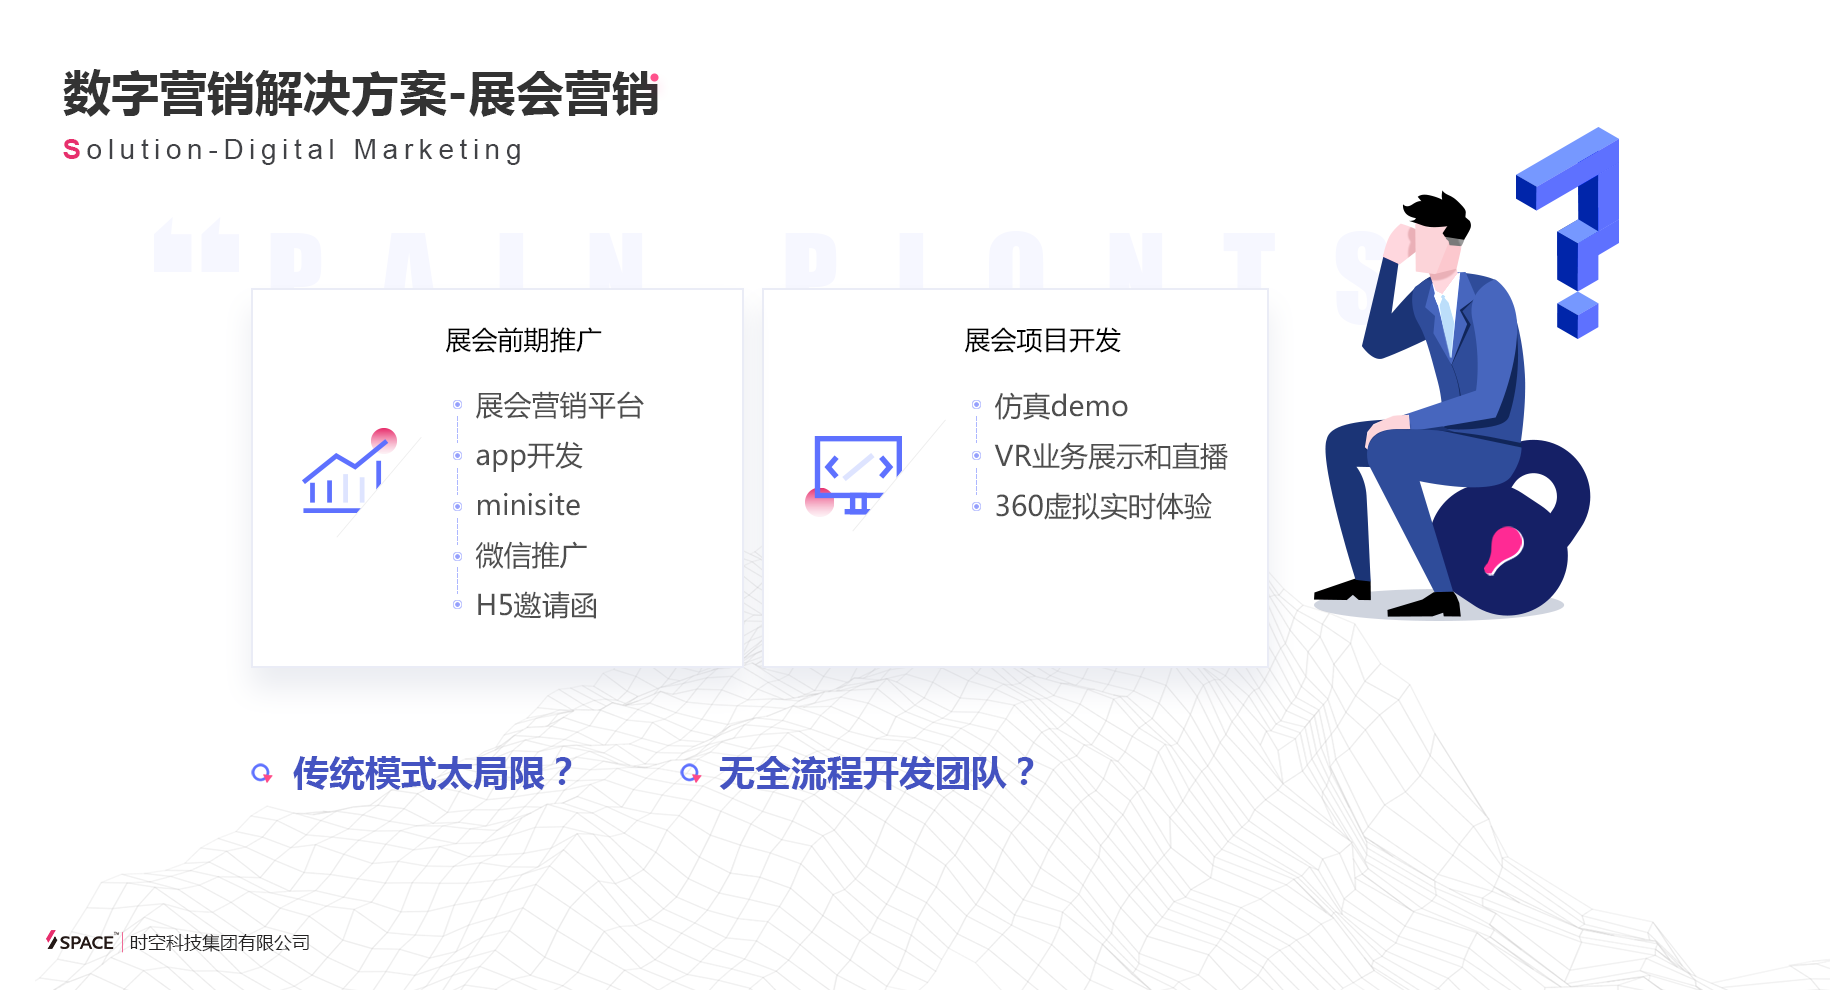 数字营销解决方案-展会营销
Solution-Digital Marketing
“PAIN PIONTS
展会前期推广
展会营销平台
app开发
minisite
微信推广
H5邀请函
展会项目开发
仿真demo
VR业务展示和直播
360虚拟实时体验
传统模式太局限？
无全流程开发团队？
SPACE™ 时空科技集团有限公司